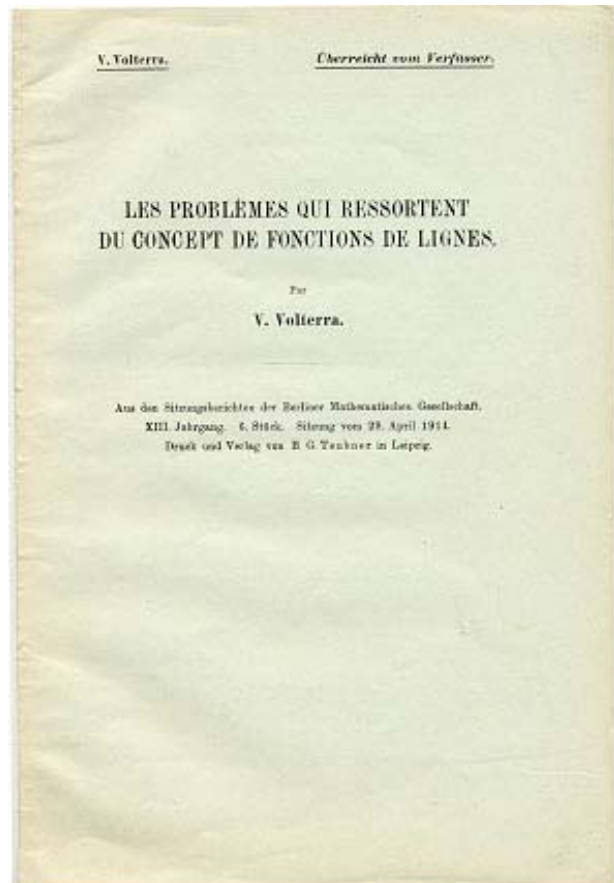 V. Volterra. Überreicht vom Verfasser.
LES PROBLÈMES QUI RESSORTENT
DU CONCEPT DE FONCTIONS DE LIGNES.
Par
V. Volterra.
Aus den Sitzungsberichten der Berliner Mathematischen Gesellschaft.
XIII. Jahrgang. 6. Stück. Sitzung vom 29. April 1914.
Druck und Verlag von B. G. Teubner in Leipzig.